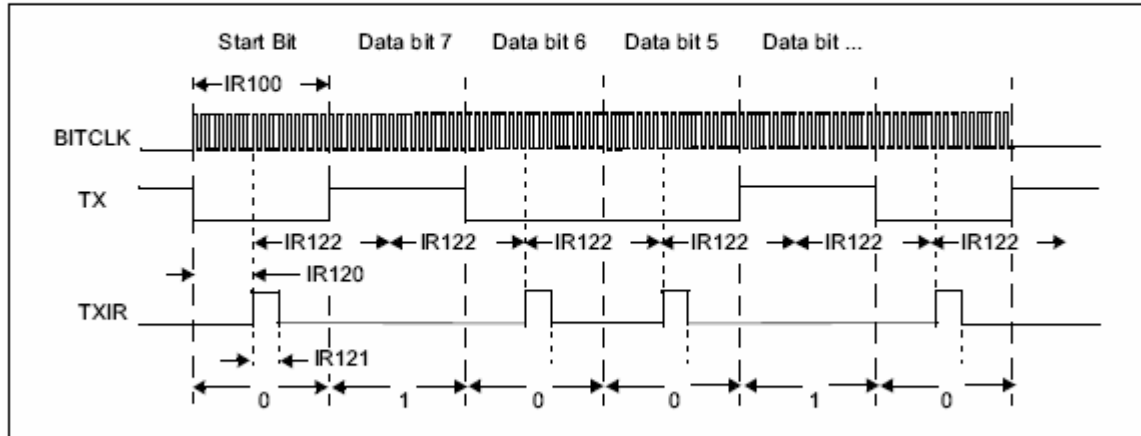 Start Bit Data bit 7 Data bit 6 Data bit 5 Data bit ...
IR100
BITCLK
TX
IR122 IR122 IR122 IR122 IR122 IR122
IR120
TXIR
IR121
0 1 0 0 1 0